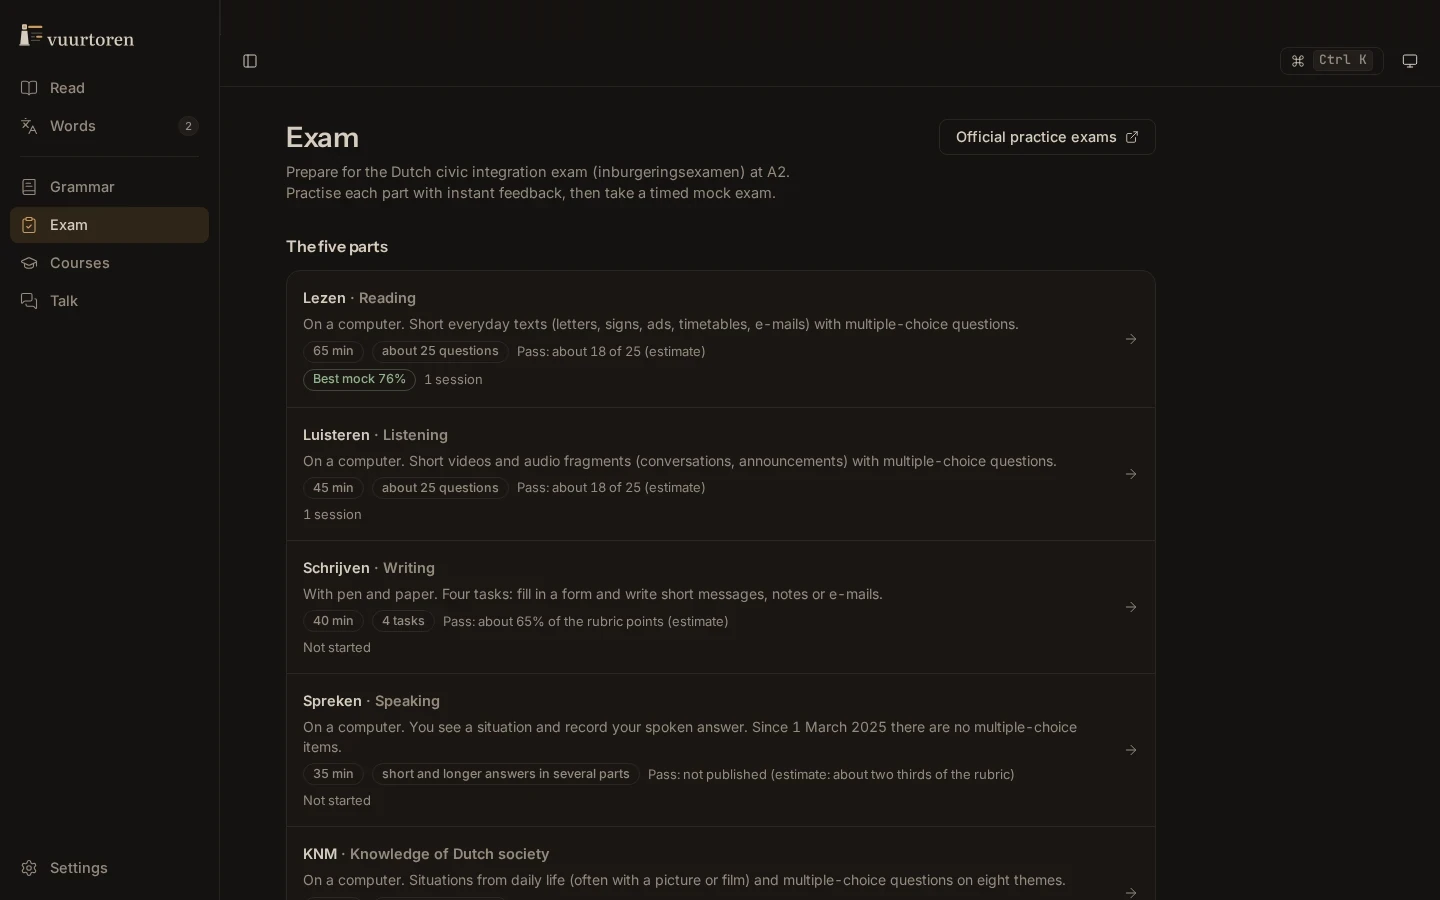 vuurtoren
Read
Words 2
Grammar
Exam
Courses
Talk
Settings
⌘ Ctrl K
Exam
Official practice exams
Prepare for the Dutch civic integration exam (inburgeringsexamen) at A2.
Practise each part with instant feedback, then take a timed mock exam.
The five parts
Lezen · Reading
On a computer. Short everyday texts (letters, signs, ads, timetables, e-mails) with multiple-choice questions.
65 min about 25 questions Pass: about 18 of 25 (estimate)
Best mock 76% 1 session
Luisteren · Listening
On a computer. Short videos and audio fragments (conversations, announcements) with multiple-choice questions.
45 min about 25 questions Pass: about 18 of 25 (estimate)
1 session
Schrijven · Writing
With pen and paper. Four tasks: fill in a form and write short messages, notes or e-mails.
40 min 4 tasks Pass: about 65% of the rubric points (estimate)
Not started
Spreken · Speaking
On a computer. You see a situation and record your spoken answer. Since 1 March 2025 there are no multiple-choice
items.
35 min short and longer answers in several parts Pass: not published (estimate: about two thirds of the rubric)
Not started
KNM · Knowledge of Dutch society
On a computer. Situations from daily life (often with a picture or film) and multiple-choice questions on eight themes.